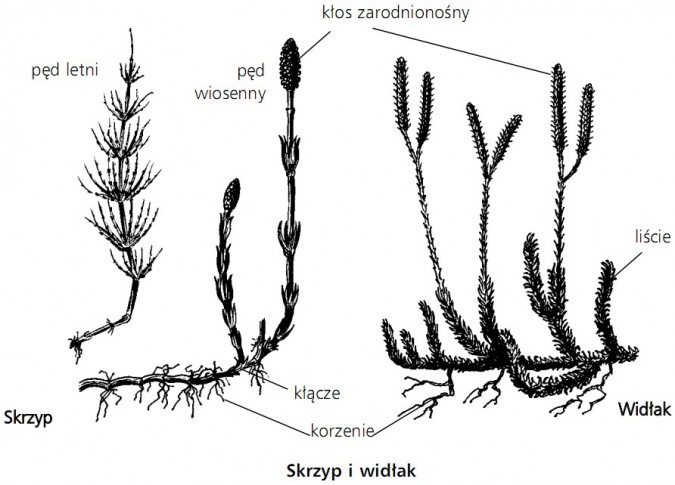 kłos zarodnionośny
pęd letni
pęd
wiosenny
liście
kłącze
Skrzyp
korzenie
Widłak
Skrzyp i widłak